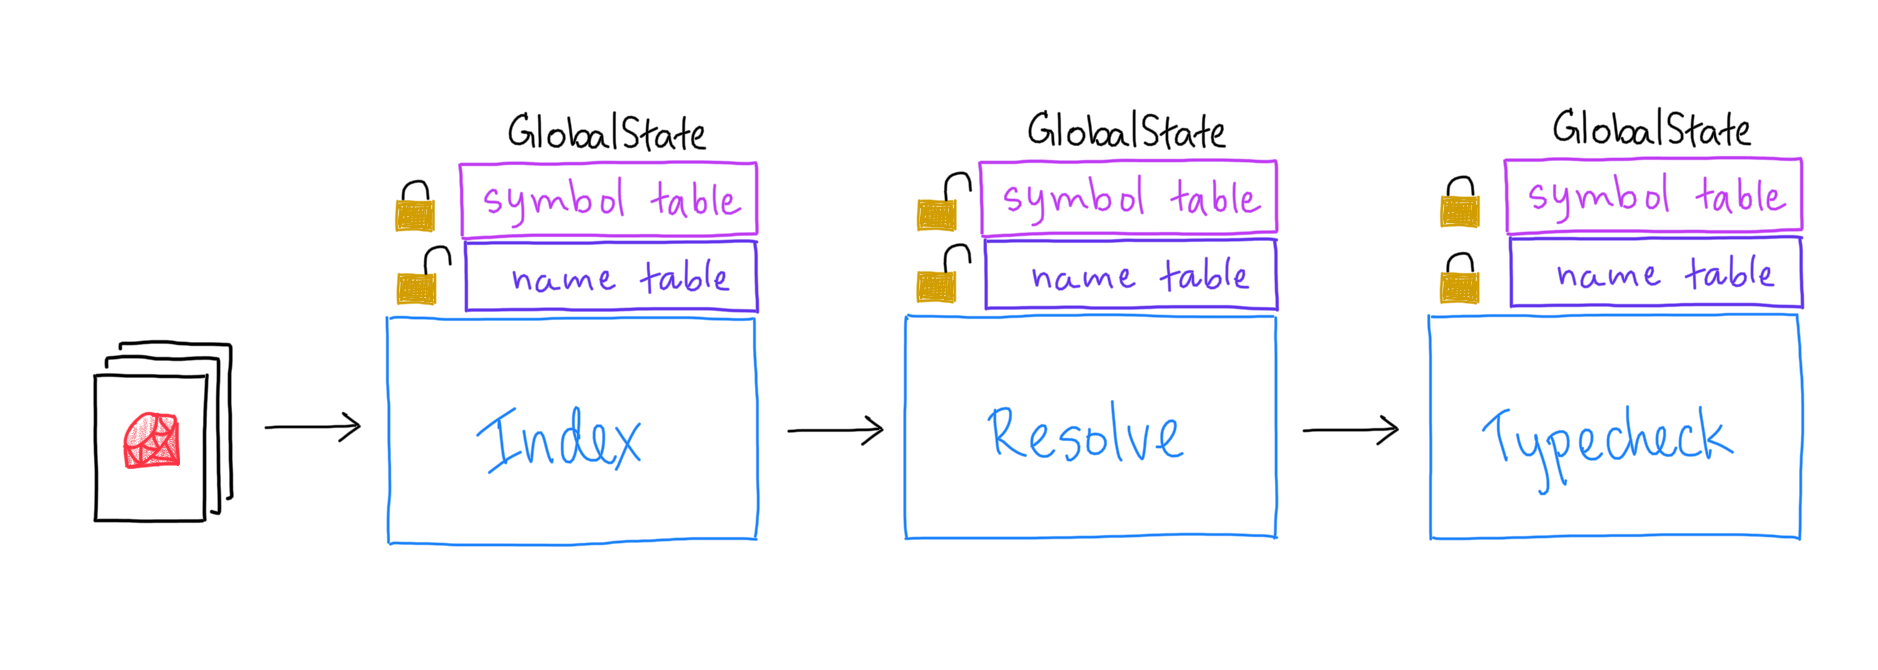 GlobalState
symbol table
name table
Index
GlobalState
symbol table
name table
Resolve
GlobalState
symbol table
name table
Typecheck